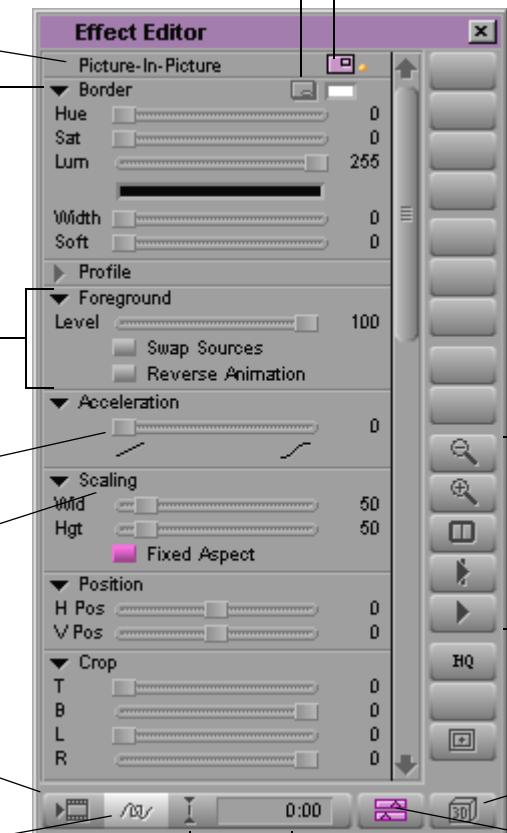 Effect Editor
Picture-In-Picture
Border
Hue 0
Sat 0
Lum 255
Width 0
Soft 0
Profile
Foreground
Level 100
Swap Sources
Reverse Animation
Acceleration
0
Scaling
Wid 50
Hgt 50
Fixed Aspect
Position
H Pos 0
V Pos 0
Crop
T 0
B 0
L 0
R 0
HQ
0:00
3D